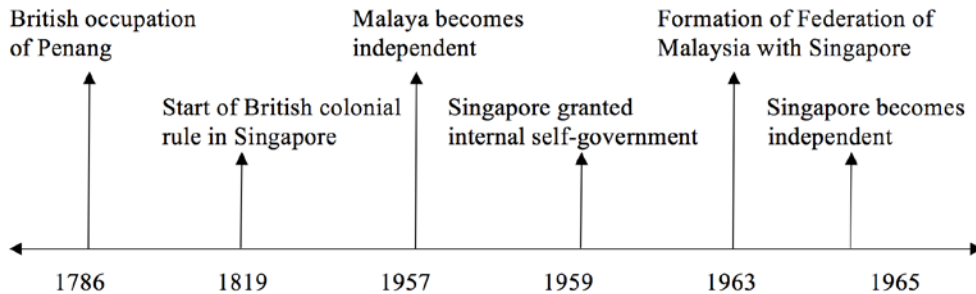 British occupation
of Penang
Malaya becomes
independent
Formation of Federation of
Malaysia with Singapore
Start of British colonial
rule in Singapore
Singapore granted
internal self-government
Singapore becomes
independent
1786
1819
1957
1959
1963
1965